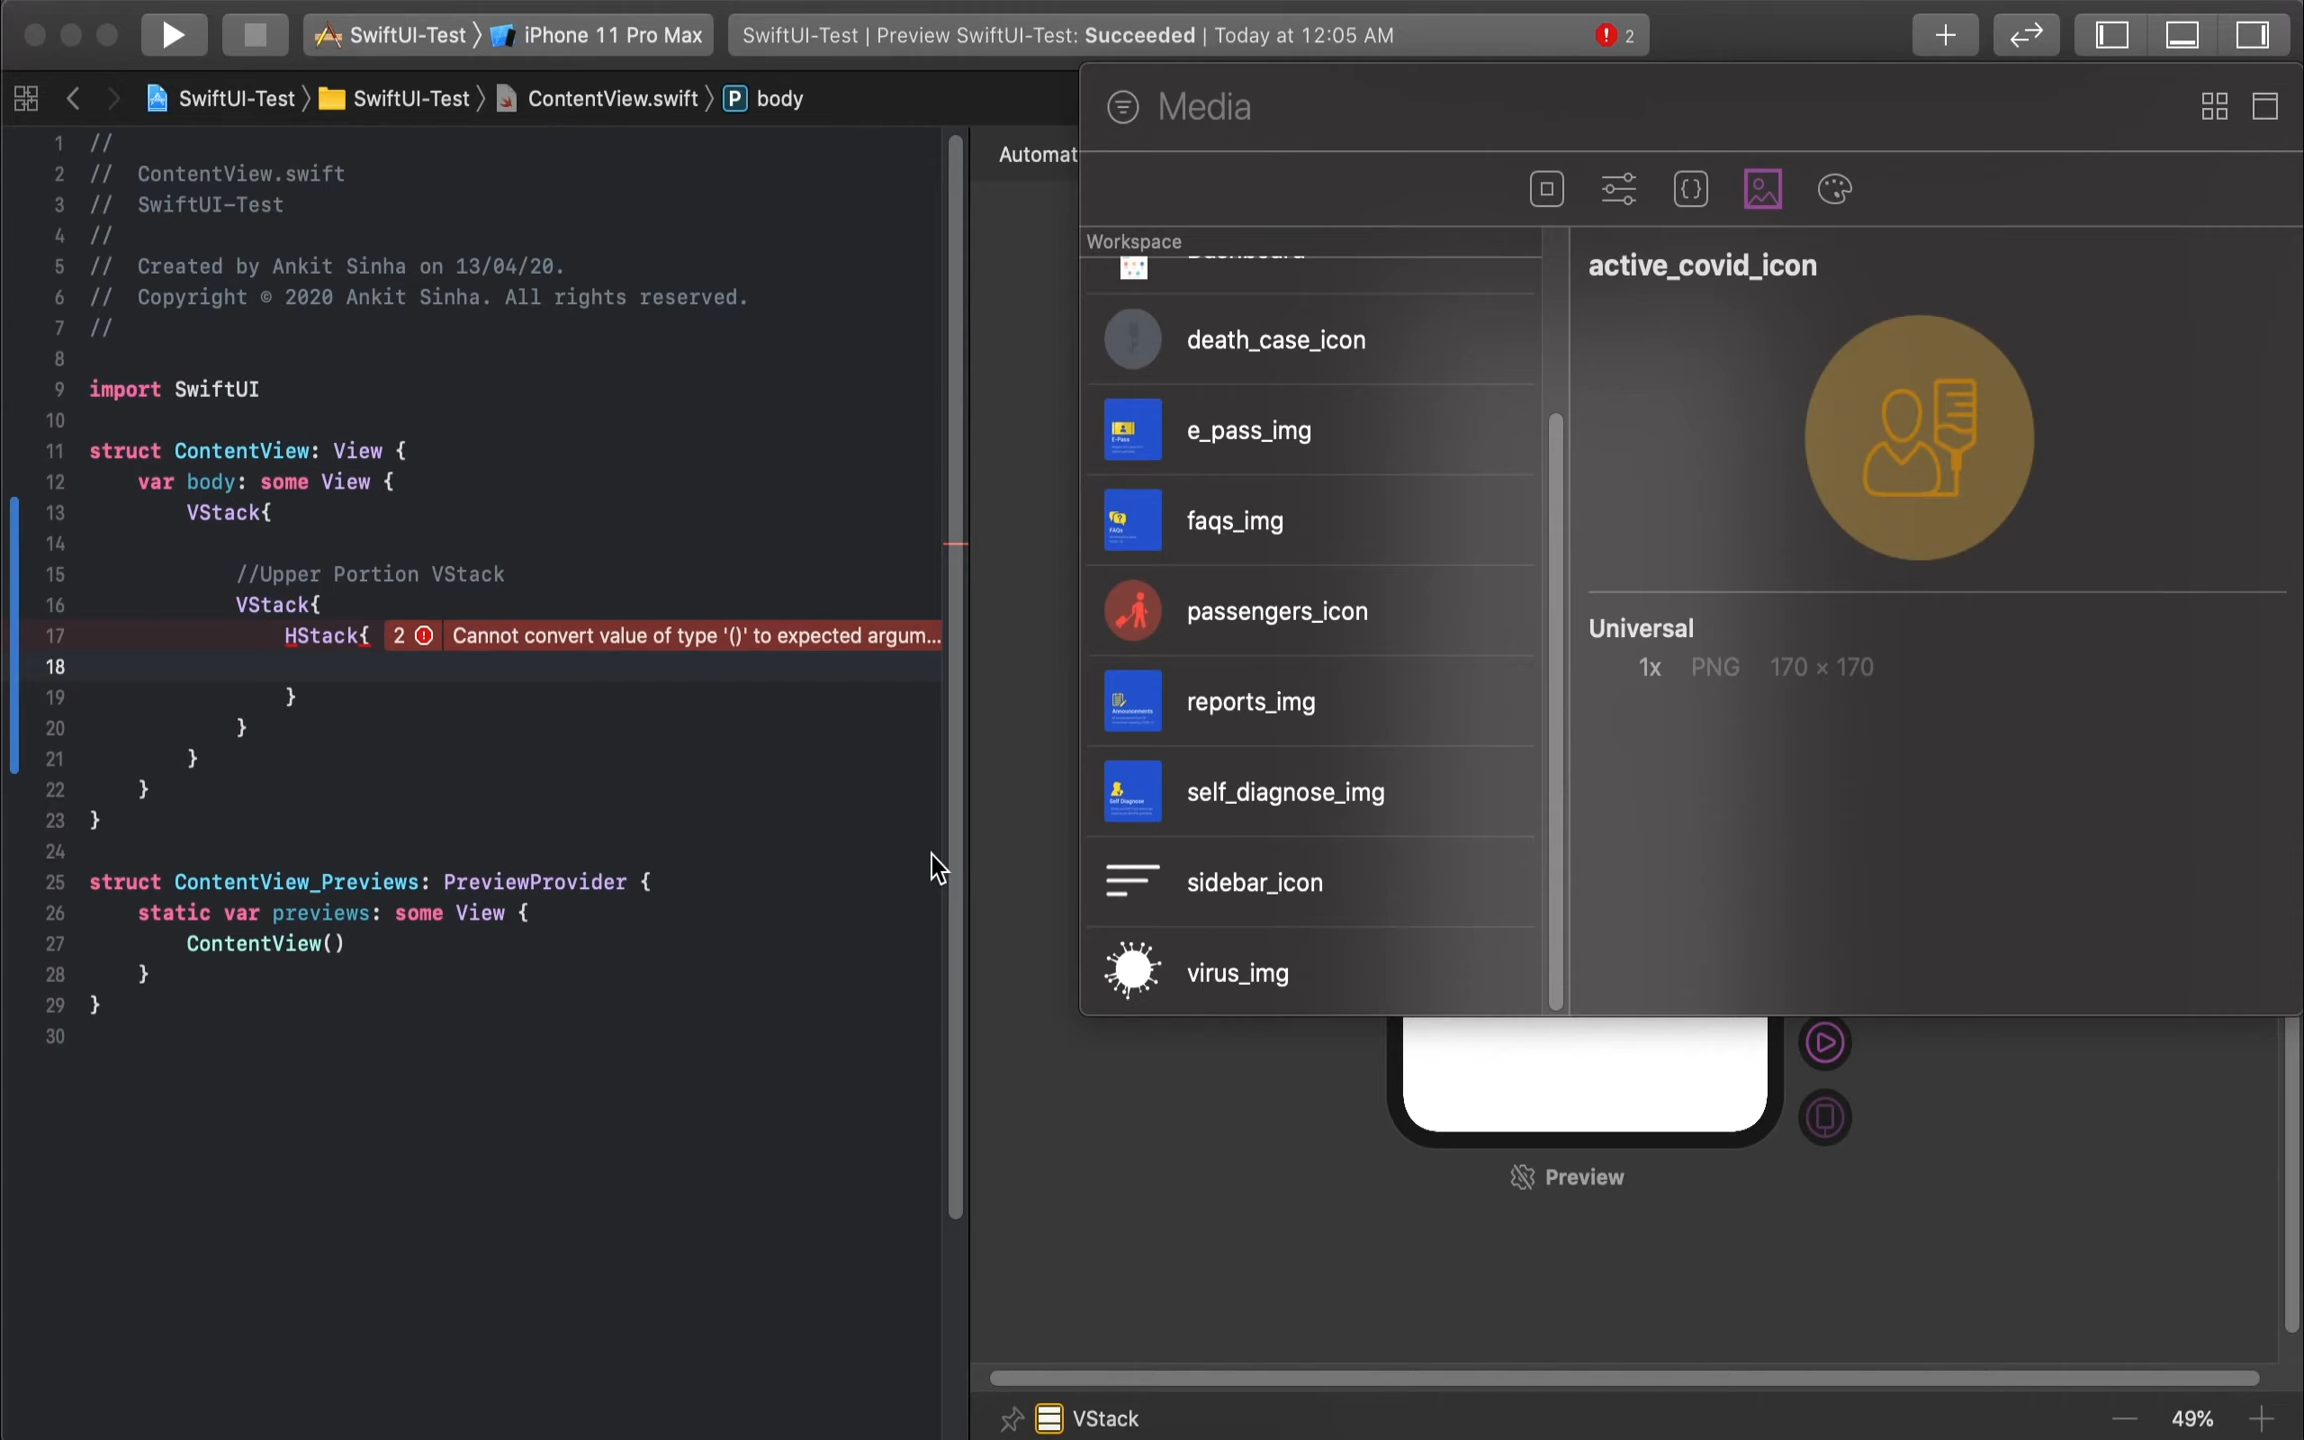 SwiftUI-Test 〉 iPhone 11 Pro Max
SwiftUI-Test | Preview SwiftUI-Test: Succeeded | Today at 12:05 AM
2
SwiftUI-Test 〉 SwiftUI-Test 〉 ContentView.swift 〉 P body
1 //
2 //  ContentView.swift
3 //  SwiftUI-Test
4 //
5 //  Created by Ankit Sinha on 13/04/20.
6 //  Copyright © 2020 Ankit Sinha. All rights reserved.
7 //
8
9 import SwiftUI
10
11 struct ContentView: View {
12     var body: some View {
13         VStack{
14
15             //Upper Portion VStack
16             VStack{
17                 HStack{ 2 Cannot convert value of type '()' to expected argum...
18
19                 }
20             }
21         }
22     }
23 }
24
25 struct ContentView_Previews: PreviewProvider {
26     static var previews: some View {
27         ContentView()
28     }
29 }
30
Automat
Media
Workspace
death_case_icon
E-Pass
e_pass_img
FAQs
faqs_img
passengers_icon
Announcements
reports_img
Self Diagnose
self_diagnose_img
sidebar_icon
virus_img
active_covid_icon
Universal
1x PNG 170 × 170
Preview
VStack
49%